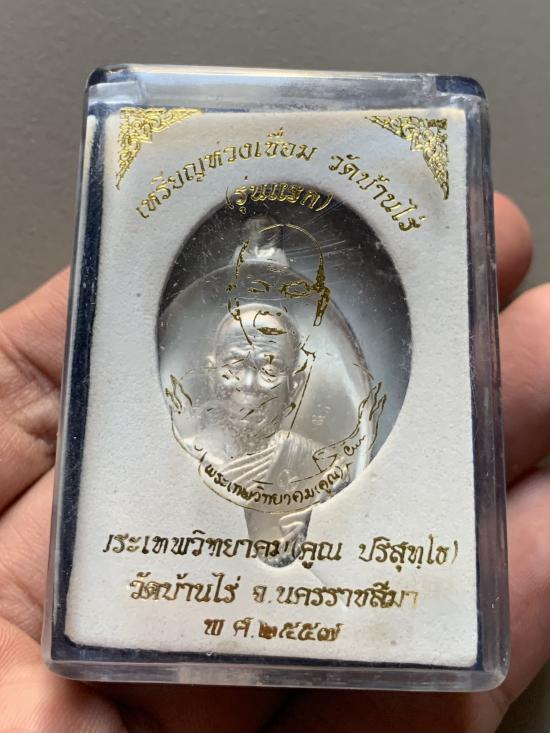 เหรียญห่วงเชื่อม วัดบ้านไร่
(รุ่นแรก)
(พระเทพวิทยาคม(คูณ)
พระเทพวิทยาคม(คูณ ปริสุทฺโธ)
วัดบ้านไร่ จ.นครราชสีมา
พ ศ.๒๕๕๗